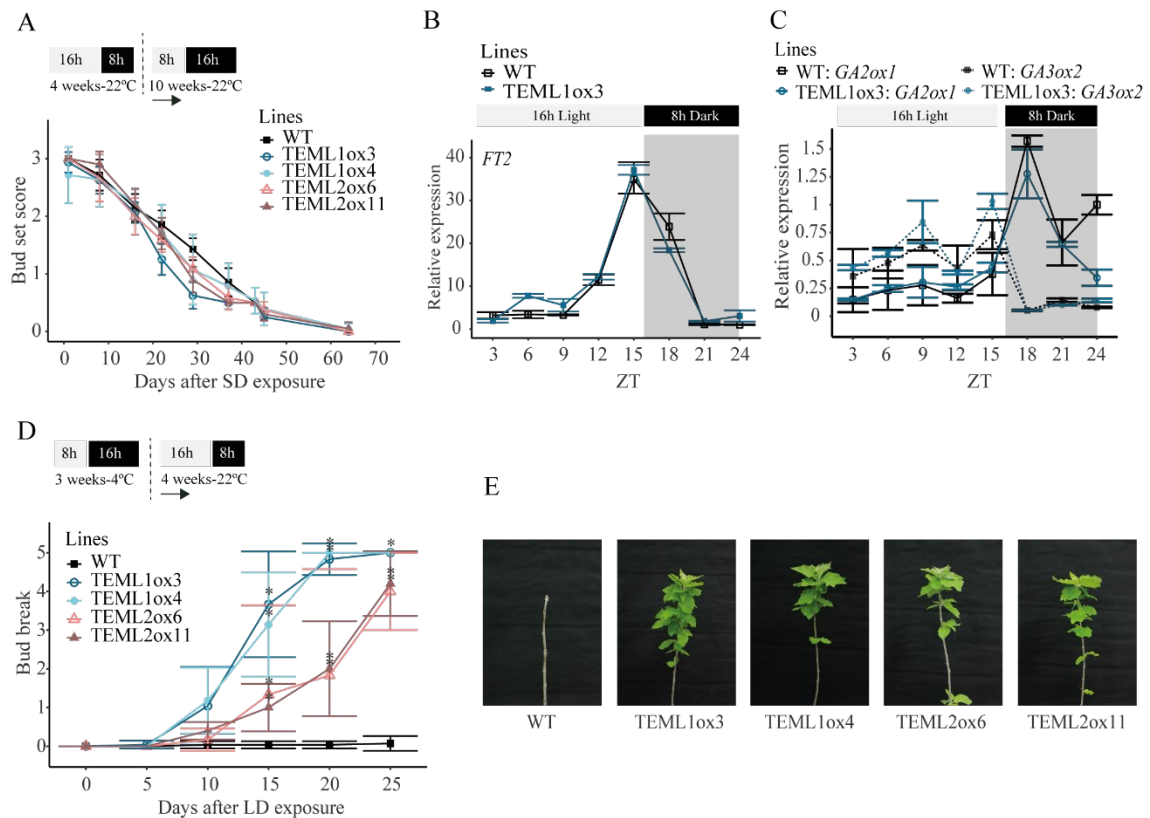 A
16h 8h 8h 16h
4 weeks-22ºC 10 weeks-22ºC
Lines
WT
TEML1ox3
TEML1ox4
TEML2ox6
TEML2ox11
Bud set score
3
2
1
0
0 10 20 29 40 50 60 70
Days after SD exposure
B
Lines
WT
TEML1ox3
16h Light 8h Dark
FT2
Relative expression
40
30
20
10
0
3 6 9 12 15 18 21 24
ZT
C
Lines
WT: GA2ox1 WT: GA3ox2
TEML1ox3: GA2ox1 TEML1ox3: GA3ox2
16h Light 8h Dark
Relative expression
1.5
1.25
1
0.75
0.5
0.25
0
3 6 9 12 15 18 21 24
ZT
D
8h 16h 16h 8h
3 weeks-4ºC 4 weeks-22ºC
Lines
WT
TEML1ox3
TEML1ox4
TEML2ox6
TEML2ox11
Bud break
5
4
3
2
1
0
* * * * * * * * * *
0 5 10 15 20 25
Days after LD exposure
E
WT TEML1ox3 TEML1ox4 TEML2ox6 TEML2ox11